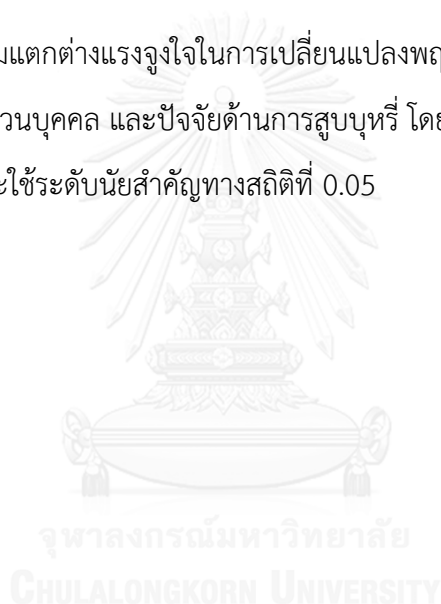 มแตกต่างแรงจูงใจในการเปลี่ยนแปลงพฤ
วนบุคคล และปัจจัยด้านการสูบบุหรี่ โดย
ะใช้ระดับนัยสำคัญทางสถิติที่ 0.05
จุฬาลงกรณ์มหาวิทยาลัย
CHULALONGKORN UNIVERSITY